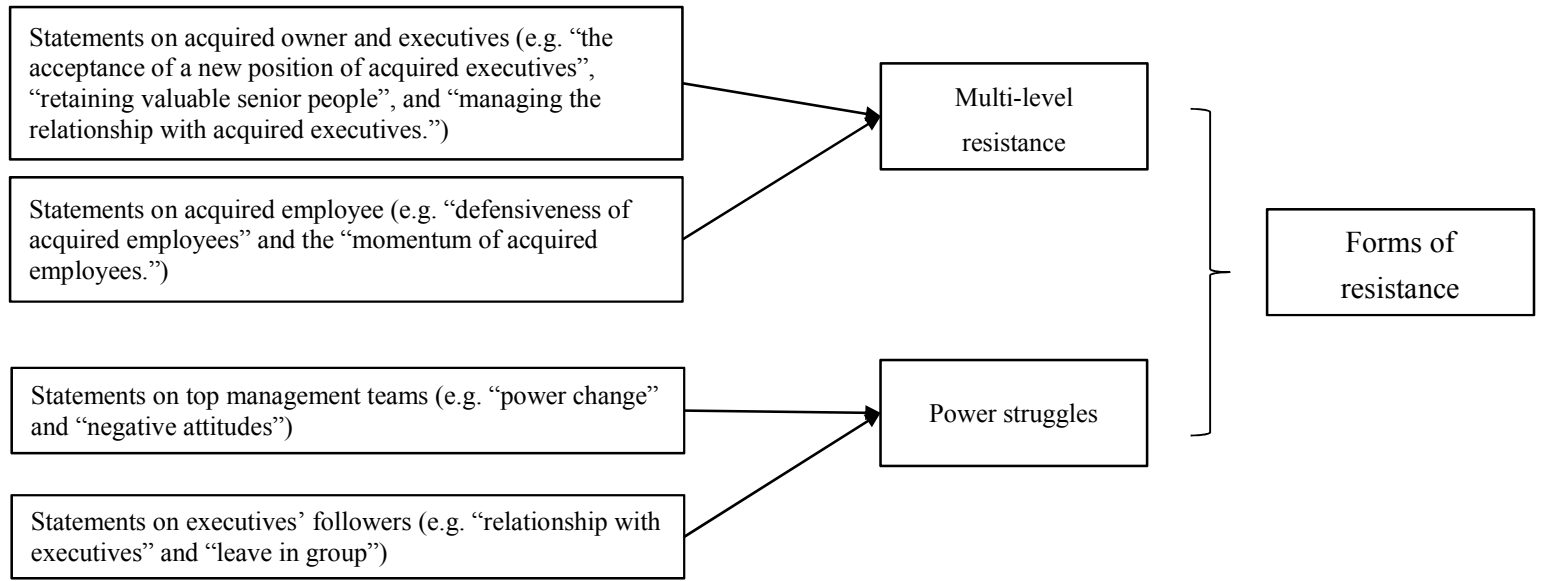 Statements on acquired owner and executives (e.g. “the
acceptance of a new position of acquired executives”,
“retaining valuable senior people”, and “managing the
relationship with acquired executives.”)
Statements on acquired employee (e.g. “defensiveness of
acquired employees” and the “momentum of acquired
employees.”)
Statements on top management teams (e.g. “power change”
and “negative attitudes”)
Statements on executives’ followers (e.g. “relationship with
executives” and “leave in group”)
Multi-level
resistance
Power struggles
Forms of
resistance